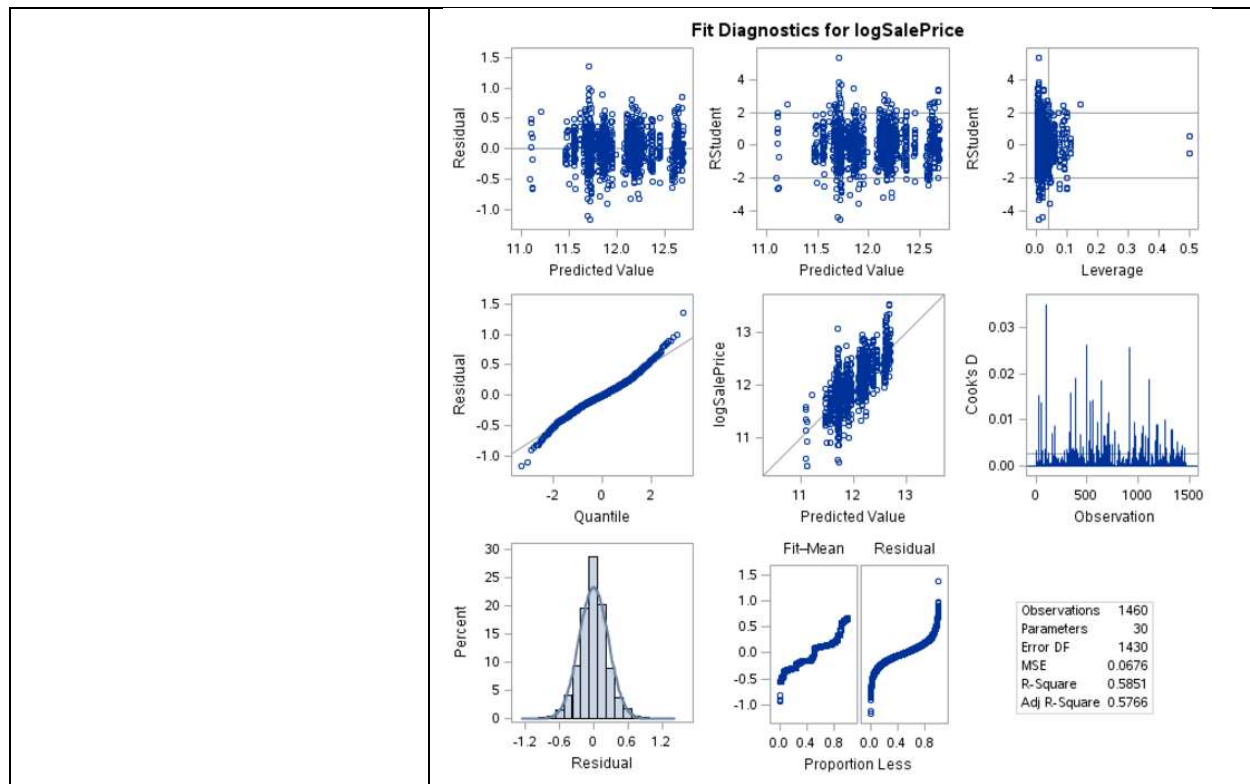 Fit Diagnostics for logSalePrice
1.5
1.0
0.5
0.0
-0.5
-1.0
Residual
11.0 11.5 12.0 12.5
Predicted Value
4
2
0
-2
-4
RStudent
11.0 11.5 12.0 12.5
Predicted Value
4
2
0
-2
-4
RStudent
0.0 0.1 0.2 0.3 0.4 0.5
Leverage
1.5
1.0
0.5
0.0
-0.5
-1.0
Residual
-2 0 2
Quantile
13
12
11
logSalePrice
11 12 13
Predicted Value
0.03
0.02
0.01
0.00
Cook's D
0 500 1000 1500
Observation
30
25
20
15
10
5
0
Percent
-1.2 -0.6 0 0.6 1.2
Residual
Fit–Mean Residual
1.5
1.0
0.5
0.0
-0.5
-1.0
0.0 0.8 0.0 0.8
Proportion Less
Observations 1460
Parameters 30
Error DF 1430
MSE 0.0676
R-Square 0.5851
Adj R-Square 0.5766